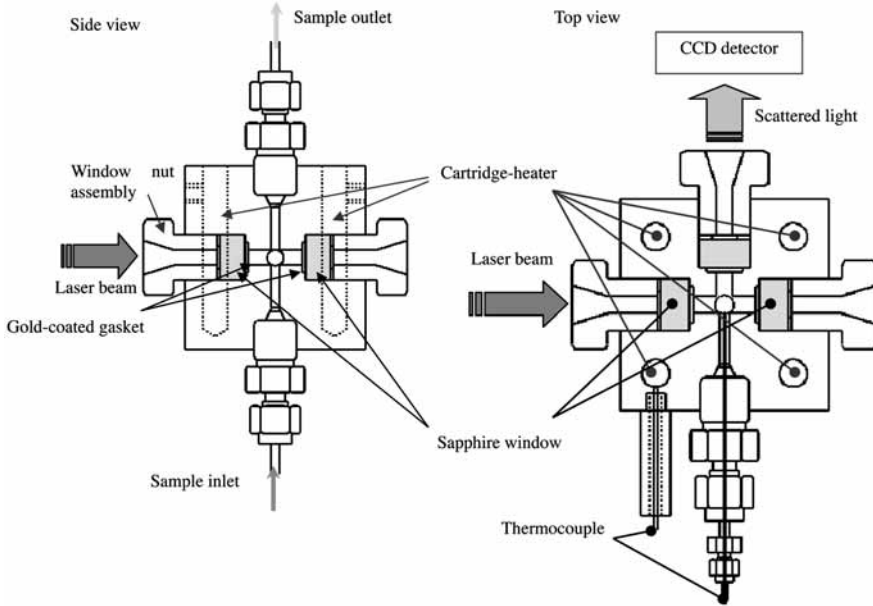 Side view
Sample outlet
Top view
CCD detector
Scattered light
Window nut
assembly
Cartridge-heater
Laser beam
Laser beam
Gold-coated gasket
Sapphire window
Sample inlet
Thermocouple